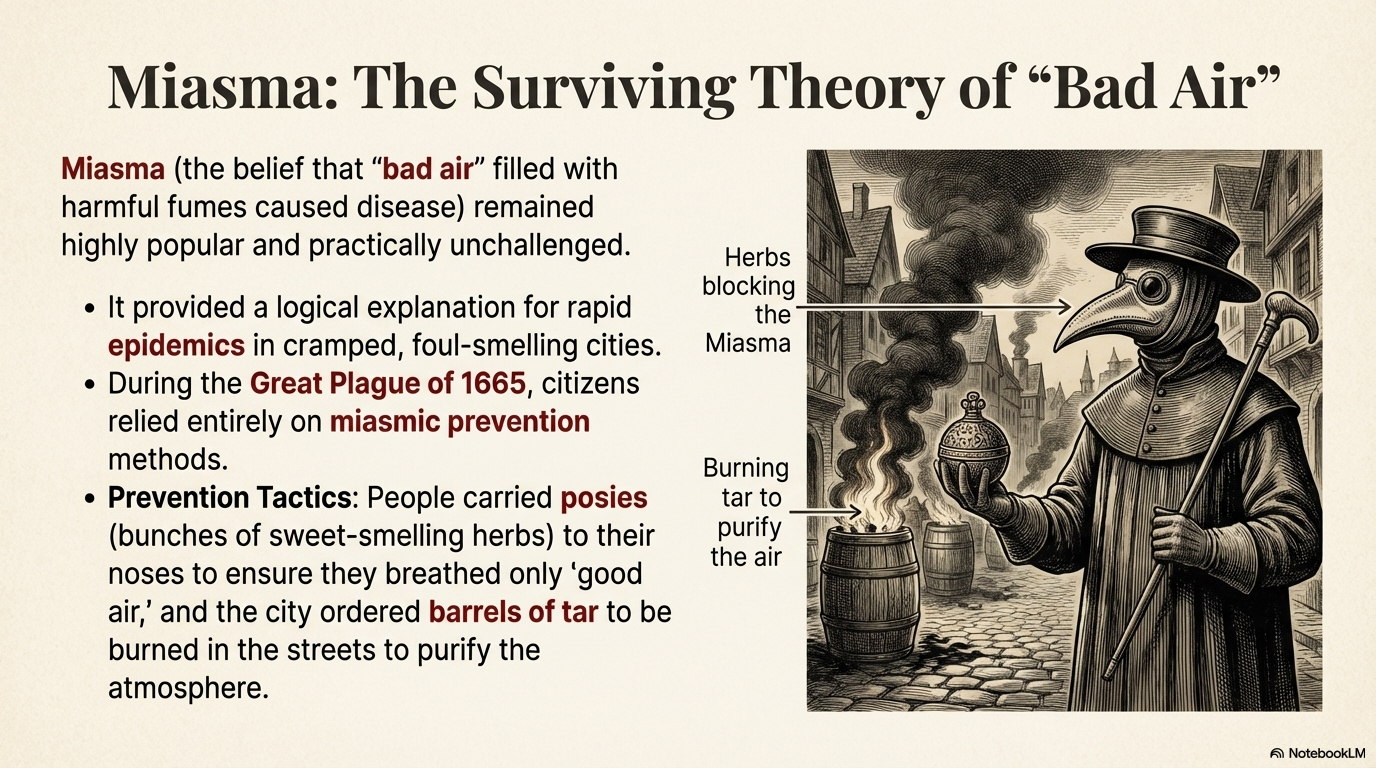 Miasma: The Surviving Theory of “Bad Air”
Miasma (the belief that “bad air” filled with
harmful fumes caused disease) remained
highly popular and practically unchallenged.
• It provided a logical explanation for rapid
epidemics in cramped, foul-smelling cities.
• During the Great Plague of 1665, citizens
relied entirely on miasmic prevention
methods.
• Prevention Tactics: People carried posies
(bunches of sweet-smelling herbs) to their
noses to ensure they breathed only ‘good
air,’ and the city ordered barrels of tar to be
burned in the streets to purify the
atmosphere.
Herbs
blocking
the
Miasma
Burning
tar to
purify
the air
NotebookLM